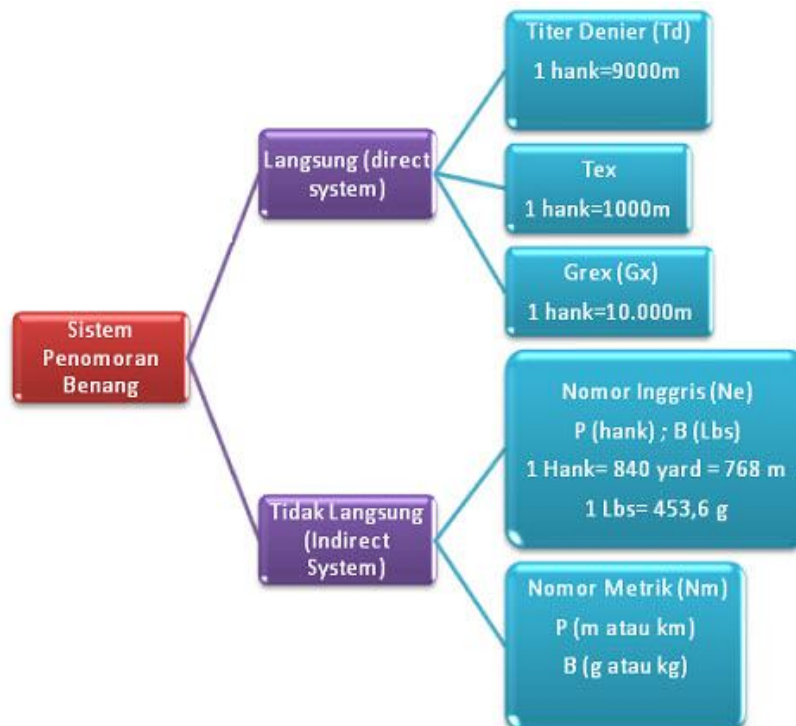 Sistem
Penomoran
Benang
Langsung (direct
system)
Titer Denier (Td)
1 hank=9000m
Tex
1 hank=1000m
Grex (Gx)
1 hank=10.000m
Tidak Langsung
(Indirect
System)
Nomor Inggris (Ne)
P (hank) ; B (Lbs)
1 Hank= 840 yard = 768 m
1 Lbs= 453,6 g
Nomor Metrik (Nm)
P (m atau km)
B (g atau kg)